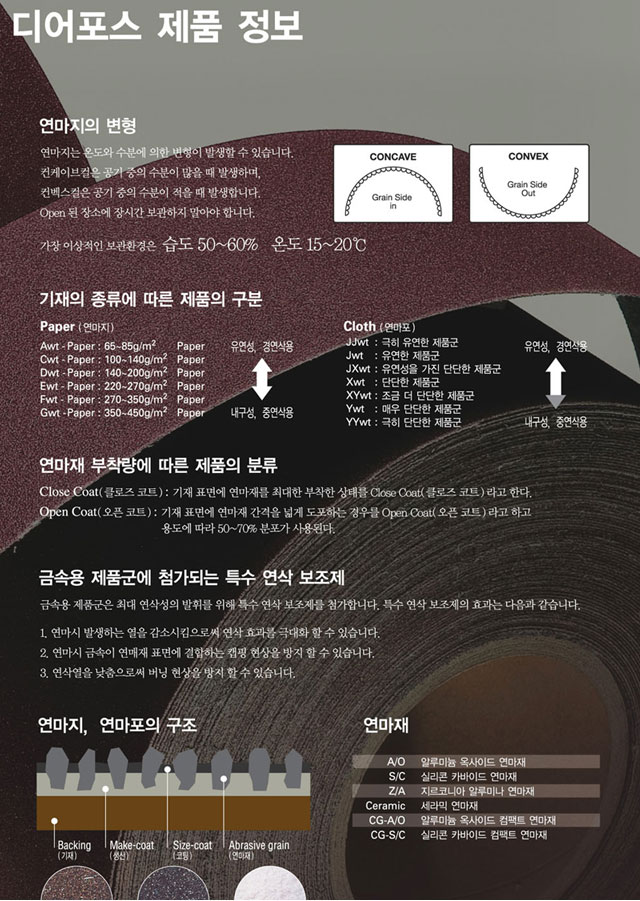 디어포스 제품 정보
연마지의 변형
연마지는 온도와 수분에 의한 변형이 발생할 수 있습니다.
컨케이브컬은 공기 중의 수분이 많을 때 발생하며,
컨벡스컬은 공기 중의 수분이 적을 때 발생합니다.
Open 된 장소에 장시간 보관하지 말아야 합니다.
가장 이상적인 보관환경은 습도 50~60% 온도 15~20℃
CONCAVE
Grain Side
in
CONVEX
Grain Side
Out
기재의 종류에 따른 제품의 구분
Paper (연마지)
Awt - Paper : 65~85g/m² Paper
Cwt - Paper : 100~140g/m² Paper
Dwt - Paper : 140~200g/m² Paper
Ewt - Paper : 220~270g/m² Paper
Fwt - Paper : 270~350g/m² Paper
Gwt - Paper : 350~450g/m² Paper
유연성, 경연삭용
내구성, 중연삭용
Cloth (연마포)
JJwt : 극히 유연한 제품군
Jwt : 유연한 제품군
JXwt : 유연성을 가진 단단한 제품군
Xwt : 단단한 제품군
XYwt : 조금 더 단단한 제품군
Ywt : 매우 단단한 제품군
YYwt : 극히 단단한 제품군
유연성, 경연삭용
내구성, 중연삭용
연마재 부착량에 따른 제품의 분류
Close Coat(클로즈 코트) : 기재 표면에 연마재를 최대한 부착한 상태를 Close Coat(클로즈 코트) 라고 한다.
Open Coat(오픈 코트) : 기재 표면에 연마재 간격을 넓게 도포하는 경우를 Open Coat(오픈 코트) 라고 하고
용도에 따라 50~70% 분포가 사용된다.
금속용 제품군에 첨가되는 특수 연삭 보조제
금속용 제품군은 최대 연삭성의 발휘를 위해 특수 연삭 보조제를 첨가합니다. 특수 연삭 보조제의 효과는 다음과 같습니다.
1. 연마시 발생하는 열을 감소시킴으로써 연삭 효과를 극대화 할 수 있습니다.
2. 연마시 금속이 연매재 표면에 결합하는 캡핑 현상을 방지 할 수 있습니다.
3. 연삭열을 낮춤으로써 버닝 현상을 방지 할 수 있습니다.
연마지, 연마포의 구조
Backing
(기재)
Make-coat
(생선)
Size-coat
(코팅)
Abrasive grain
(연마재)
연마재
A/O 알루미늄 옥사이드 연마재
S/C 실리콘 카바이드 연마재
Z/A 지르코니아 알루미나 연마재
Ceramic 세라믹 연마재
CG-A/O 알루미늄 옥사이드 컴팩트 연마재
CG-S/C 실리콘 카바이드 컴팩트 연마재